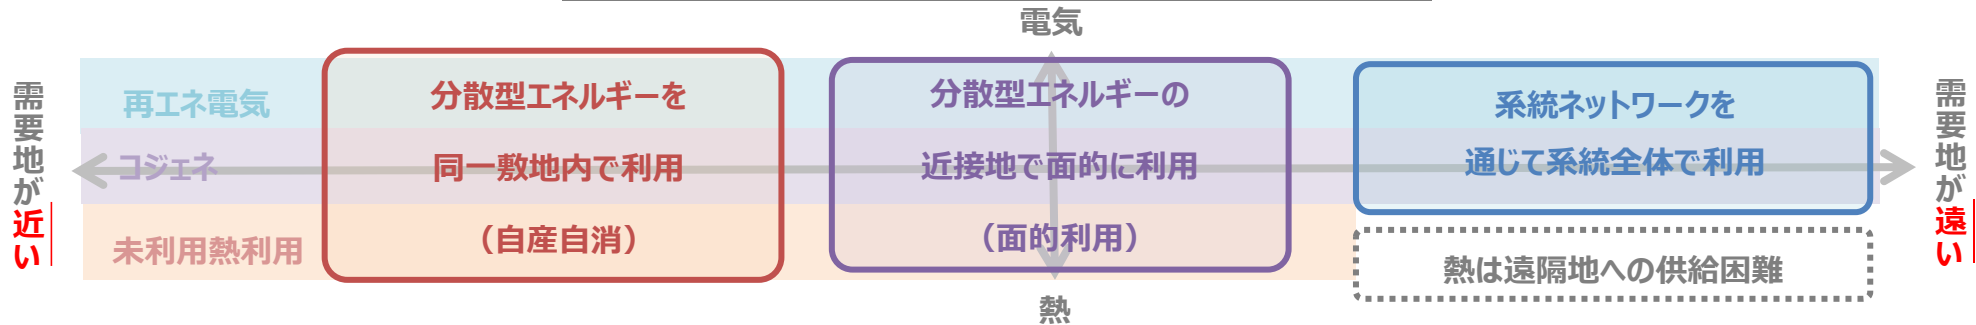 電気
需要地が近い
再エネ電気
コジェネ
未利用熱利用
分散型エネルギーを
同一敷地内で利用
（自産自消）
分散型エネルギーの
近接地で面的に利用
（面的利用）
系統ネットワークを
通じて系統全体で利用
熱は遠隔地への供給困難
需要地が遠い
熱